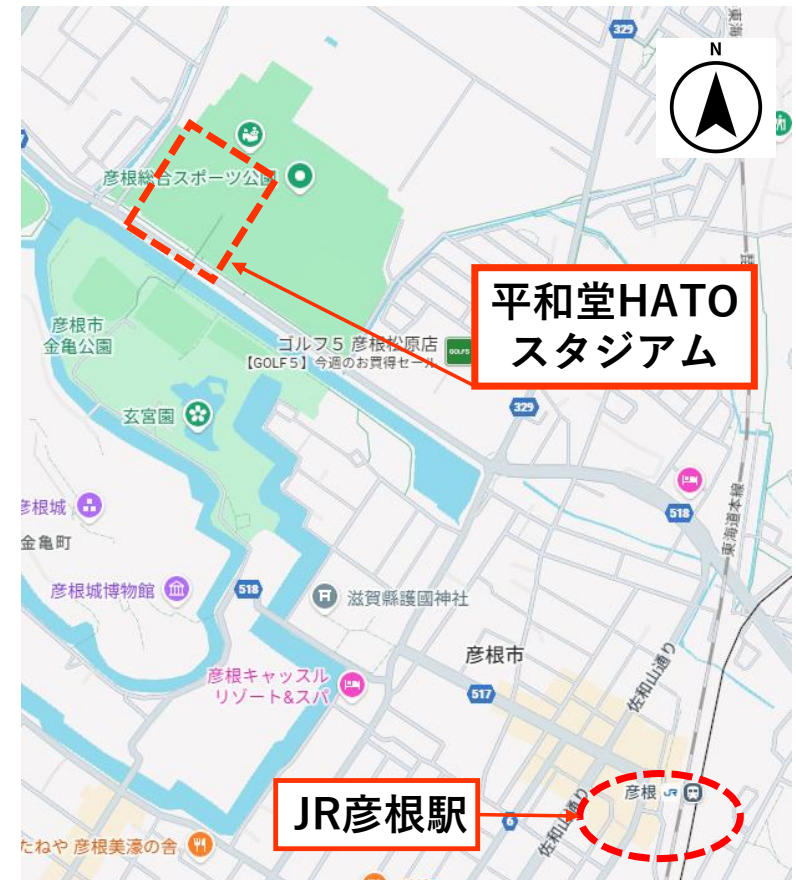 329
329
東海
N
彦根総合スポーツ公園
平和堂HATO
スタジアム
彦根市
金亀公園
ゴルフ5 彦根松原店
【GOLF5】今週のお買得セール
GOLF5
玄宮園
329
彦根城
518
東海道本線
金亀町
彦根城博物館
518
滋賀縣護國神社
彦根市
佐和山通り
彦根キャッスル
リゾート&スパ
517
JR彦根駅
彦根 JR
6
佐和山通り
たねや 彦根美濠の舎